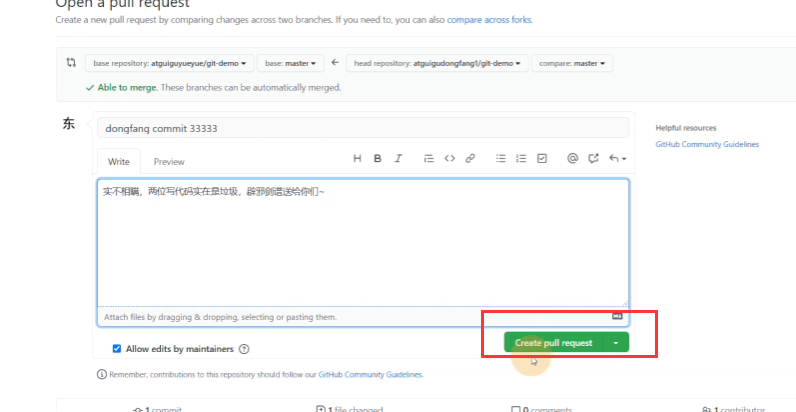 Open a pull request
Create a new pull request by comparing changes across two branches. If you need to, you can also compare across forks.
base repository: atguiguyueyue/git-demo base: master head repository: atguigudongfang1/git-demo compare: master
Able to merge. These branches can be automatically merged.
东
dongfang commit 33333
Helpful resources
GitHub Community Guidelines
Write Preview
实不相瞒，两位写代码实在是垃圾，辟邪剑谱送给你们~
Attach files by dragging & dropping, selecting or pasting them.
Create pull request
Allow edits by maintainers
Remember, contributions to this repository should follow our GitHub Community Guidelines.
1 commit 1 file changed 0 comments 1 contributor